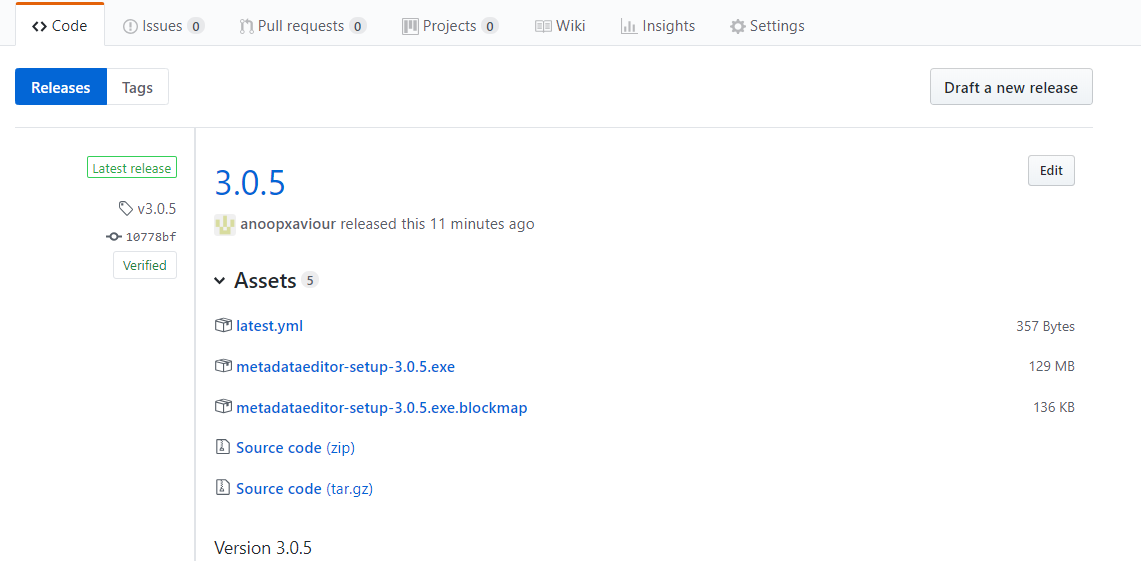 Code Issues 0 Pull requests 0 Projects 0 Wiki Insights Settings
Releases Tags Draft a new release
Latest release
3.0.5 Edit
v3.0.5
anoopxaviour released this 11 minutes ago
10778bf
Verified
Assets 5
latest.yml 357 Bytes
metadataeditor-setup-3.0.5.exe 129 MB
metadataeditor-setup-3.0.5.exe.blockmap 136 KB
Source code (zip)
Source code (tar.gz)
Version 3.0.5